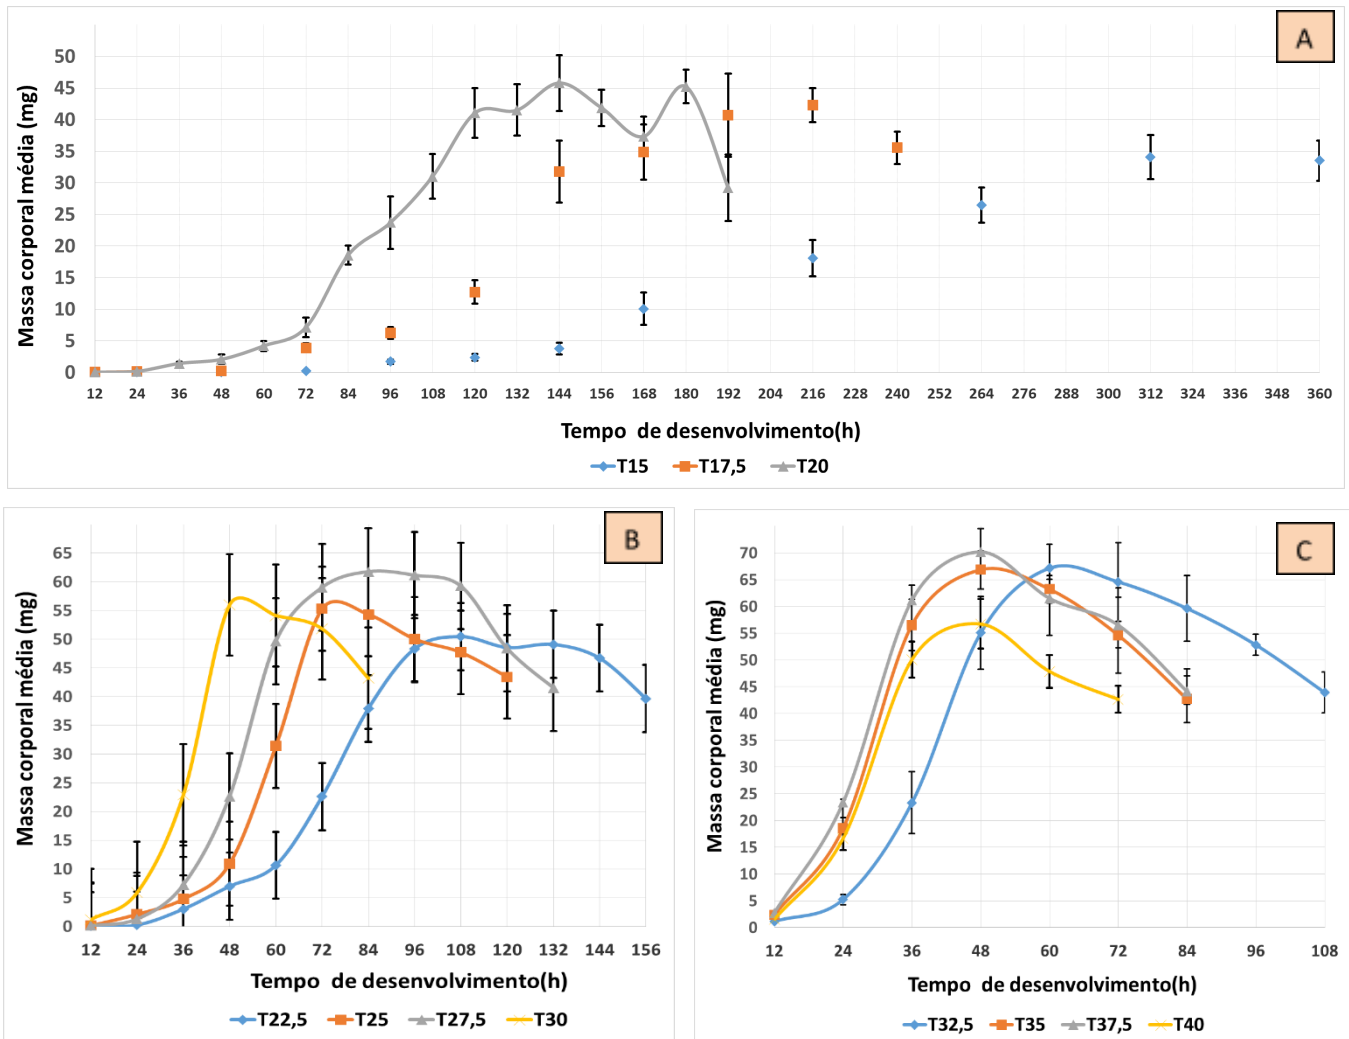 A
Massa corporal média (mg)
50
45
40
35
30
25
20
15
10
5
0
12 24 36 48 60 72 84 96 108 120 132 144 156 168 180 192 204 216 228 240 252 264 276 288 300 312 324 336 348 360
Tempo de desenvolvimento(h)
T15 T17,5 T20
B
Massa corporal média (mg)
65
60
55
50
45
40
35
30
25
20
15
10
5
0
12 24 36 48 60 72 84 96 108 120 132 144 156
Tempo de desenvolvimento(h)
T22,5 T25 T27,5 T30
C
Massa corporal média (mg)
70
65
60
55
50
45
40
35
30
25
20
15
10
5
0
12 24 36 48 60 72 84 96 108
Tempo de desenvolvimento(h)
T32,5 T35 T37,5 T40